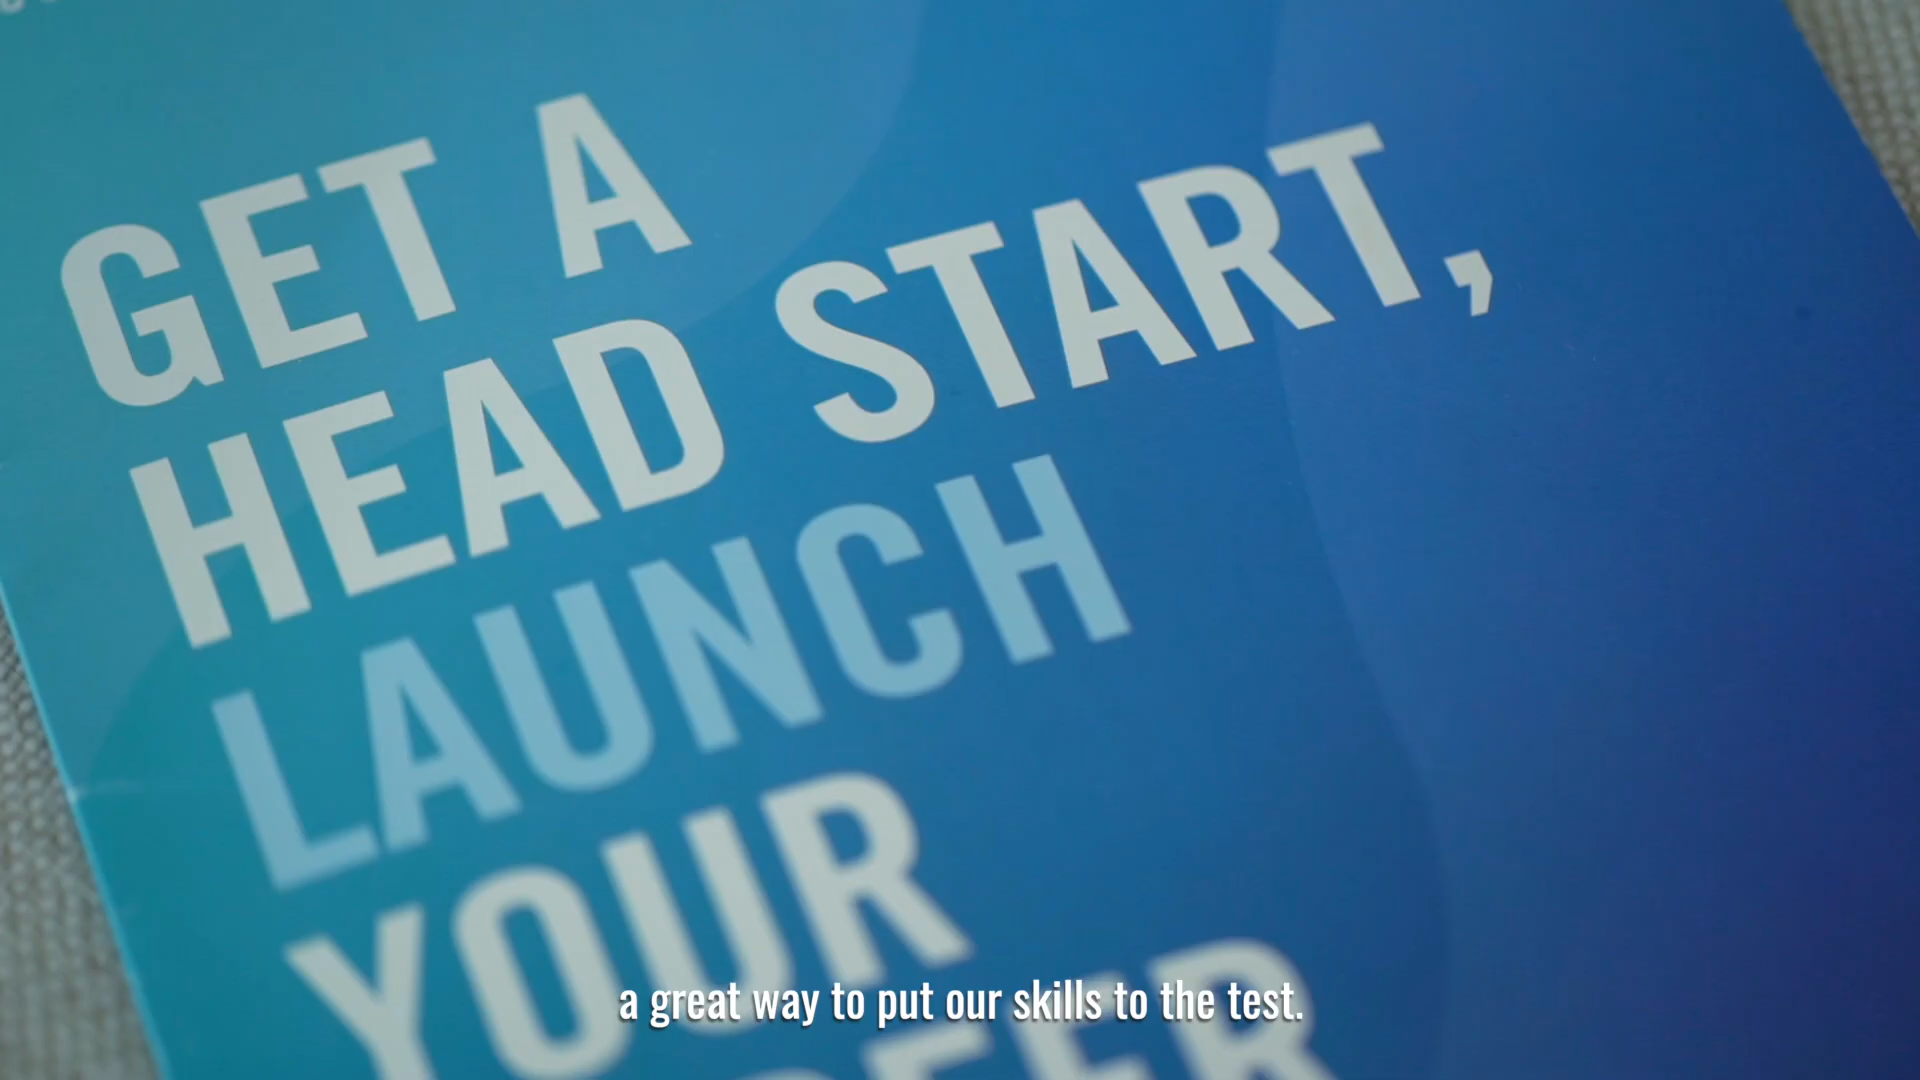 GET A
HEAD START,
LAUNCH
YOUR
a great way to put our skills to the test.